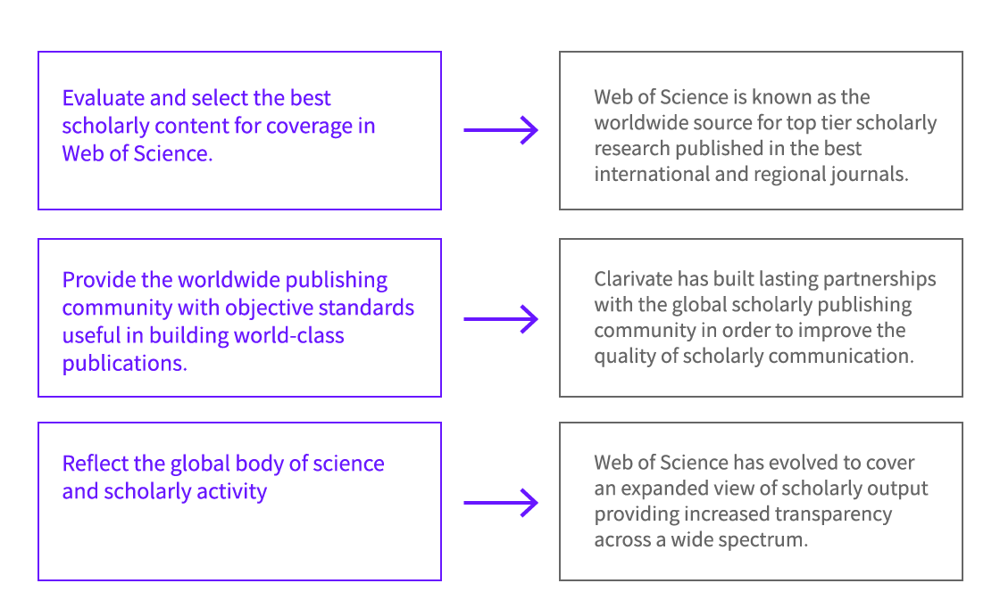 Evaluate and select the best
scholarly content for coverage in
Web of Science.
Web of Science is known as the
worldwide source for top tier scholarly
research published in the best
international and regional journals.
Provide the worldwide publishing
community with objective standards
useful in building world-class
publications.
Clarivate has built lasting partnerships
with the global scholarly publishing
community in order to improve the
quality of scholarly communication.
Reflect the global body of science
and scholarly activity
Web of Science has evolved to cover
an expanded view of scholarly output
providing increased transparency
across a wide spectrum.